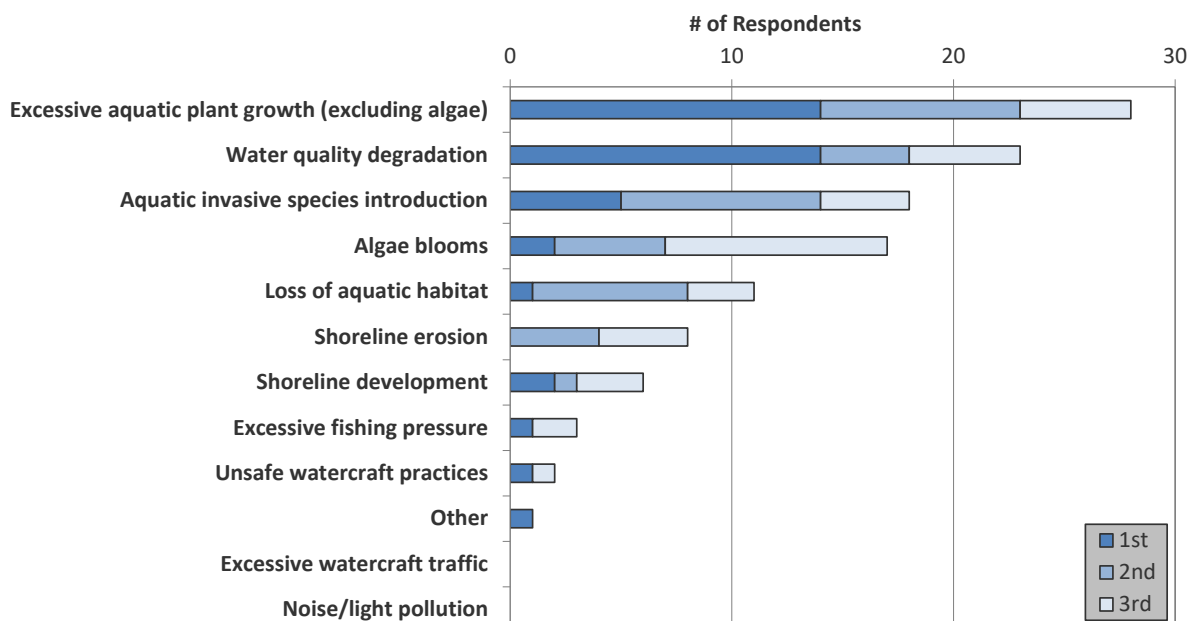 # of Respondents
0 10 20 30
Excessive aquatic plant growth (excluding algae)
Water quality degradation
Aquatic invasive species introduction
Algae blooms
Loss of aquatic habitat
Shoreline erosion
Shoreline development
Excessive fishing pressure
Unsafe watercraft practices
Other
Excessive watercraft traffic
Noise/light pollution
1st
2nd
3rd